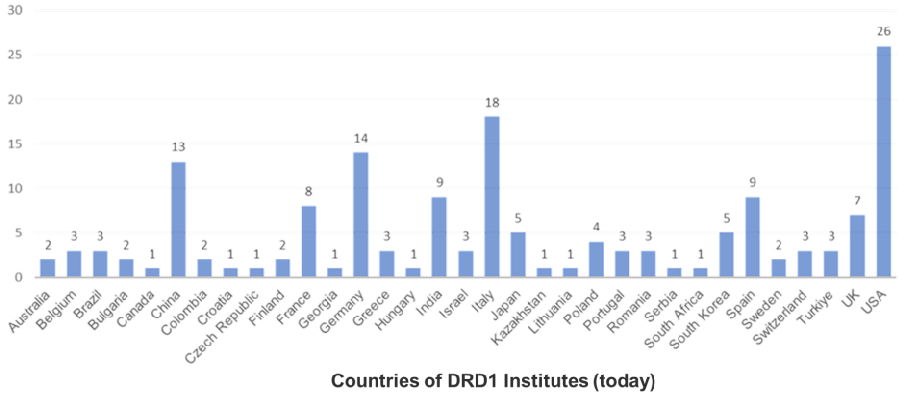 30
25
20
15
10
5
0
2
3
3
2
1
13
2
1
1
2
8
1
14
3
1
9
3
18
5
1
1
4
3
3
1
1
5
9
2
3
3
7
26
Australia
Belgium
Brazil
Bulgaria
Canada
China
Colombia
Croatia
Czech Republic
Finland
France
Georgia
Germany
Greece
Hungary
India
Israel
Italy
Japan
Kazakhstan
Lithuania
Poland
Portugal
Romania
Serbia
South Africa
South Korea
Spain
Sweden
Switzerland
Turkiye
UK
USA
Countries of DRD1 Institutes (today)